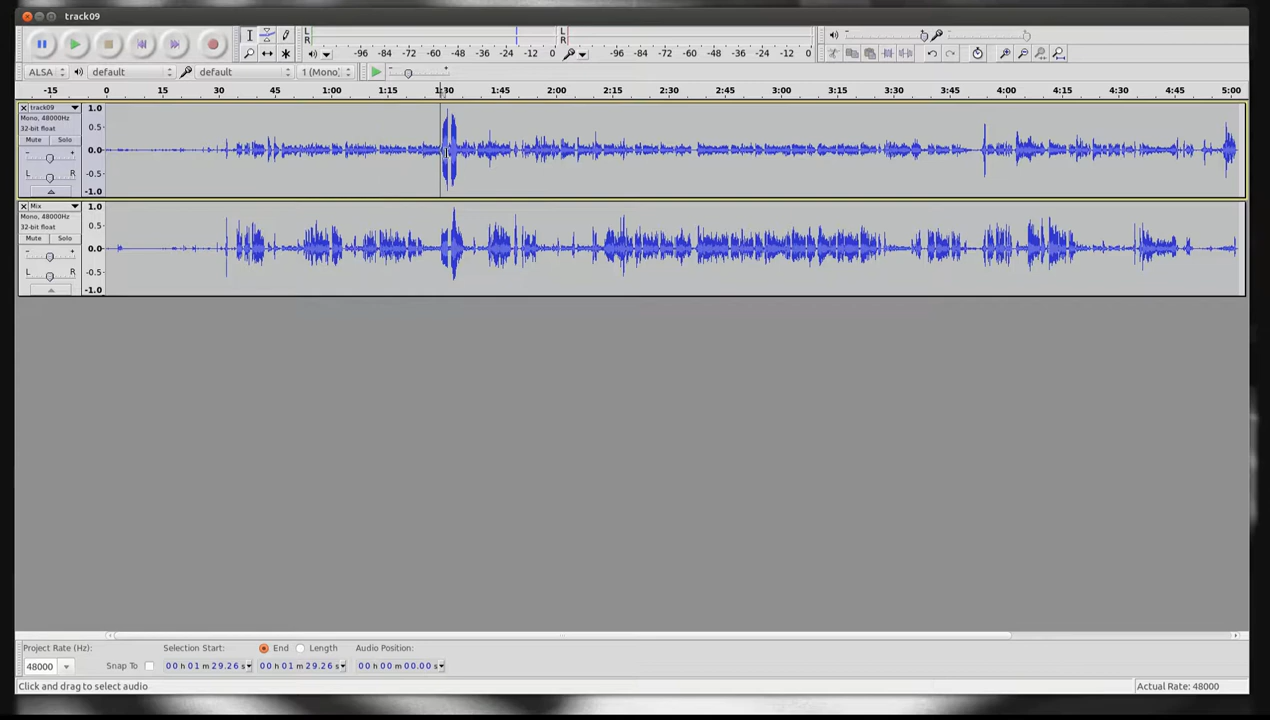 track09
L
R
-96 -84 -72 -60 -48 -36 -24 -12 0
L
R
-96 -84 -72 -60 -48 -36 -24 -12 0
ALSA default default 1 (Mono)
-15 0 15 30 45 1:00 1:15 1:30 1:45 2:00 2:15 2:30 2:45 3:00 3:15 3:30 3:45 4:00 4:15 4:30 4:45 5:00
track09
Mono, 48000Hz
32-bit float
Mute Solo
- +
L R
1.0
0.5
0.0
-0.5
-1.0
Mix
Mono, 48000Hz
32-bit float
Mute Solo
- +
L R
1.0
0.5
0.0
-0.5
-1.0
Project Rate (Hz): Selection Start: End Length Audio Position:
48000 Snap To 00 h 01 m 29.26 s 00 h 01 m 29.26 s 00 h 00 m 00.00 s
Click and drag to select audio Actual Rate: 48000